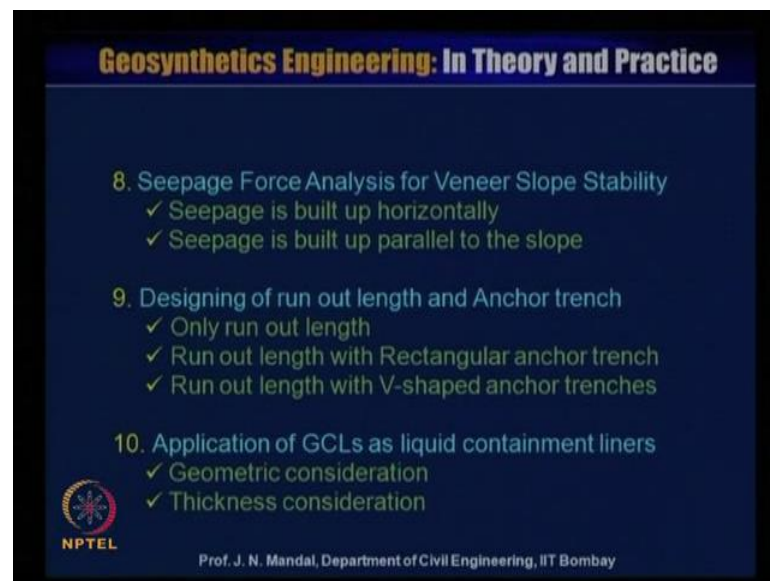 Geosynthetics Engineering: In Theory and Practice
8. Seepage Force Analysis for Veneer Slope Stability
✓ Seepage is built up horizontally
✓ Seepage is built up parallel to the slope
9. Designing of run out length and Anchor trench
✓ Only run out length
✓ Run out length with Rectangular anchor trench
✓ Run out length with V-shaped anchor trenches
10. Application of GCLs as liquid containment liners
✓ Geometric consideration
✓ Thickness consideration
NPTEL
Prof. J. N. Mandal, Department of Civil Engineering, IIT Bombay